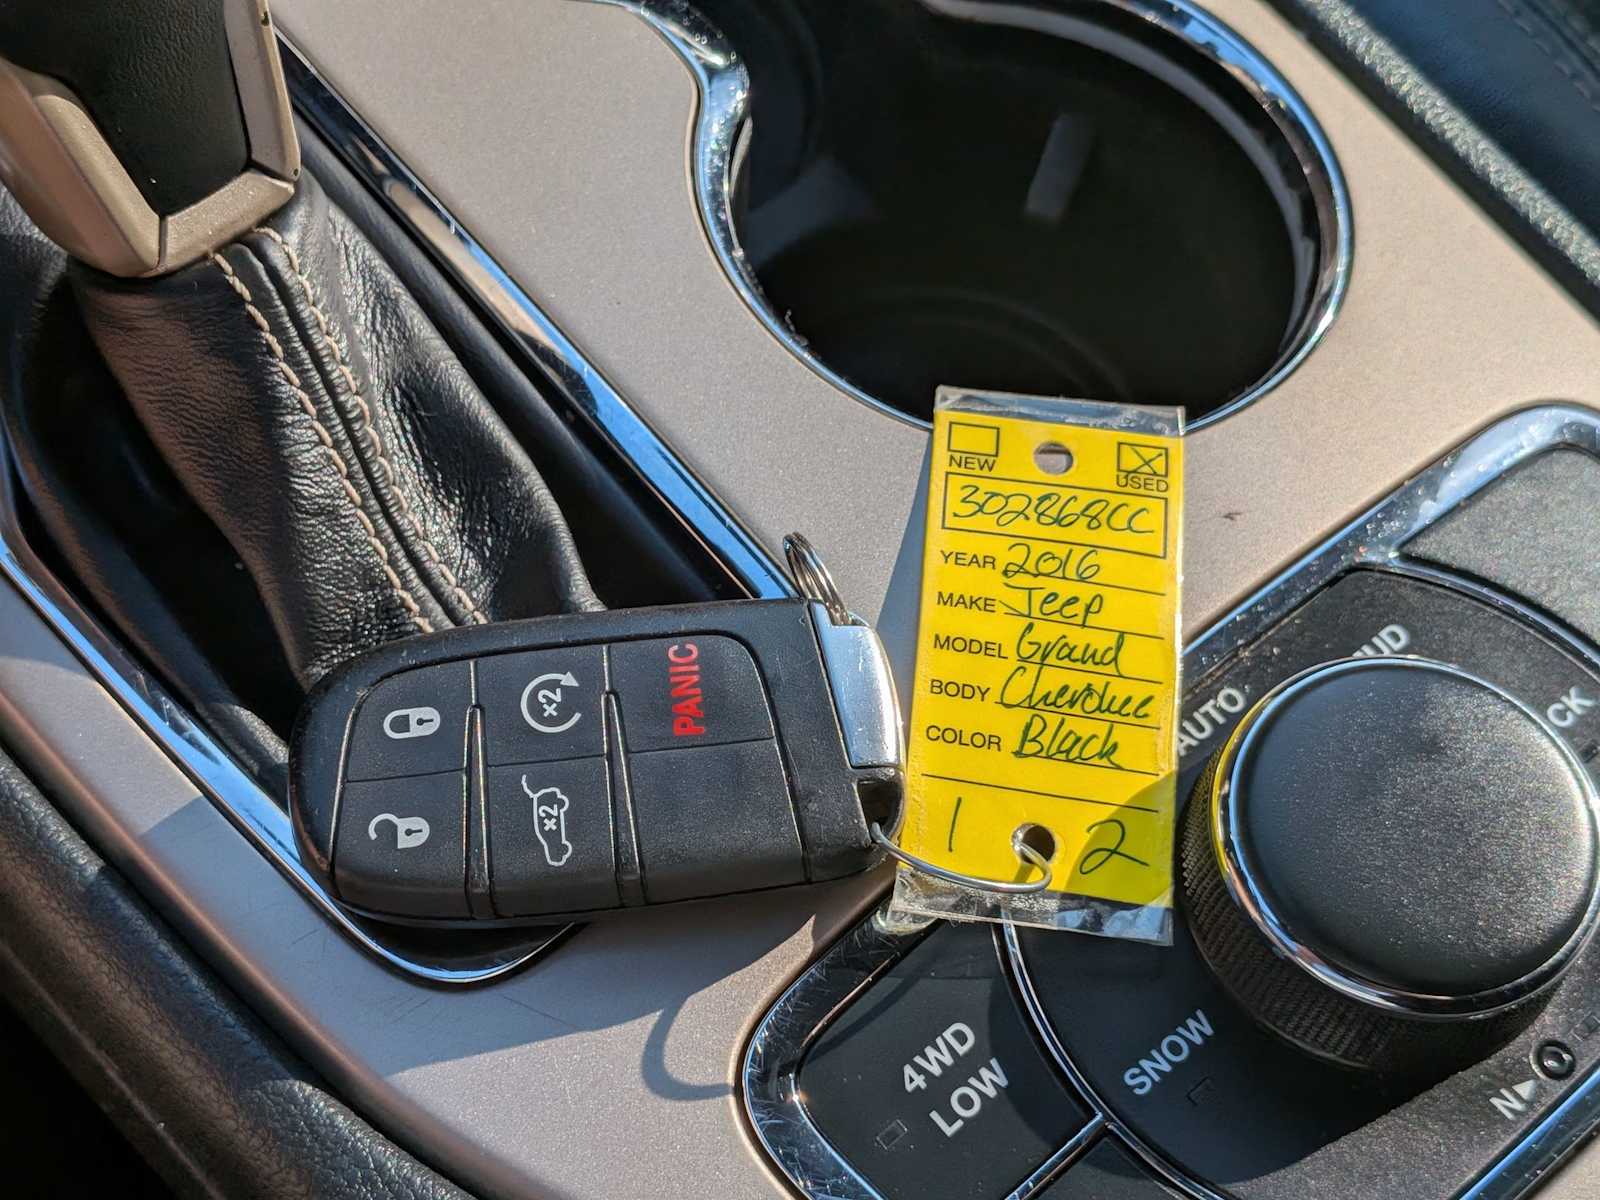 NEW
USED
302868CC
YEAR 2016
MAKE Jeep
MODEL Grand
BODY Cherokee
COLOR Black
1 2
x2
PANIC
x2
AUTO
SNOW
4WD
LOW
N